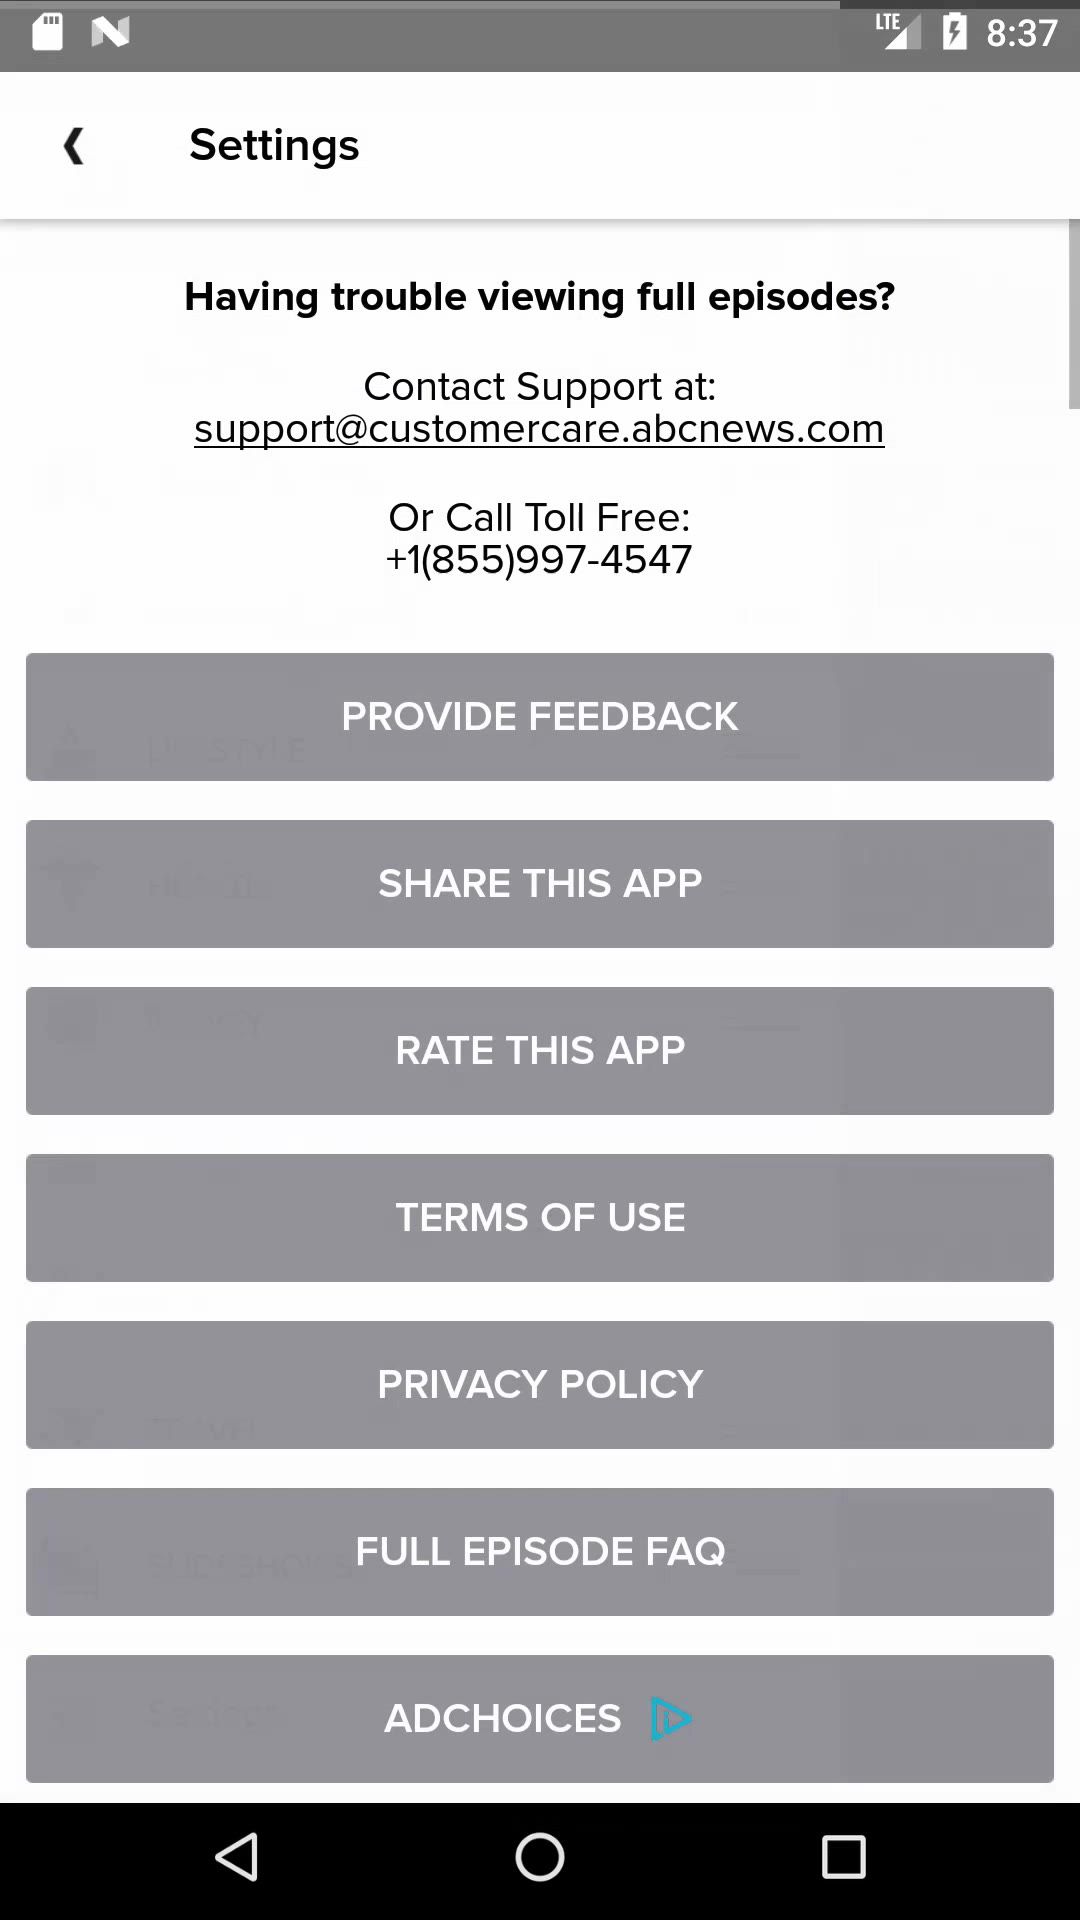 LTE 8:37
Settings
Having trouble viewing full episodes?
Contact Support at:
support@customercare.abcnews.com
Or Call Toll Free:
+1(855)997-4547
PROVIDE FEEDBACK
SHARE THIS APP
RATE THIS APP
TERMS OF USE
PRIVACY POLICY
FULL EPISODE FAQ
ADCHOICES